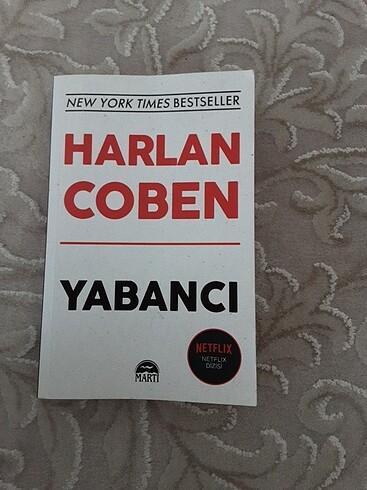 NEW YORK TIMES BESTSELLER
HARLAN
COBEN
YABANCI
NETFLIX
NETFLIX
DİZİSİ
MARTI